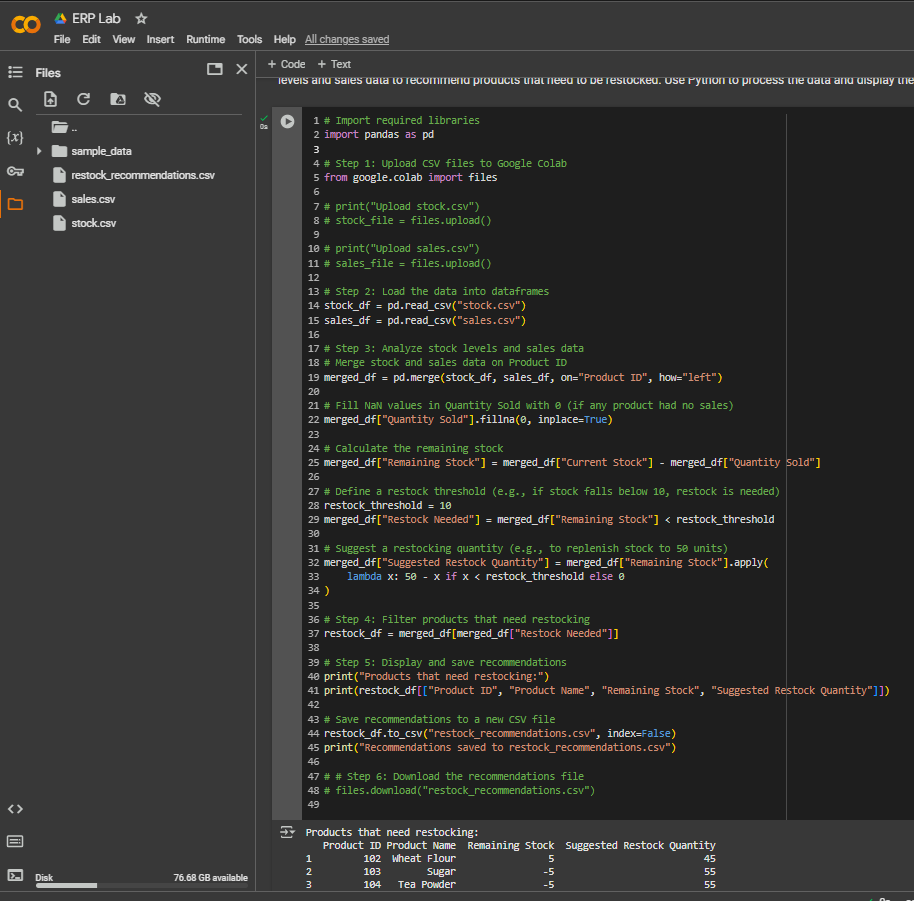 ERP Lab
File Edit View Insert Runtime Tools Help All changes saved
Files
+ Code + Text
..
sample_data
restock_recommendations.csv
sales.csv
stock.csv
{x}
levels and sales data to recommend products that need to be restocked. Use Python to process the data and display the
0s
1 # Import required libraries
2 import pandas as pd
3
4 # Step 1: Upload CSV files to Google Colab
5 from google.colab import files
6
7 # print("Upload stock.csv")
8 # stock_file = files.upload()
9
10 # print("Upload sales.csv")
11 # sales_file = files.upload()
12
13 # Step 2: Load the data into dataframes
14 stock_df = pd.read_csv("stock.csv")
15 sales_df = pd.read_csv("sales.csv")
16
17 # Step 3: Analyze stock levels and sales data
18 # Merge stock and sales data on Product ID
19 merged_df = pd.merge(stock_df, sales_df, on="Product ID", how="left")
20
21 # Fill NaN values in Quantity Sold with 0 (if any product had no sales)
22 merged_df["Quantity Sold"].fillna(0, inplace=True)
23
24 # Calculate the remaining stock
25 merged_df["Remaining Stock"] = merged_df["Current Stock"] - merged_df["Quantity Sold"]
26
27 # Define a restock threshold (e.g., if stock falls below 10, restock is needed)
28 restock_threshold = 10
29 merged_df["Restock Needed"] = merged_df["Remaining Stock"] < restock_threshold
30
31 # Suggest a restocking quantity (e.g., to replenish stock to 50 units)
32 merged_df["Suggested Restock Quantity"] = merged_df["Remaining Stock"].apply(
33 lambda x: 50 - x if x < restock_threshold else 0
34 )
35
36 # Step 4: Filter products that need restocking
37 restock_df = merged_df[merged_df["Restock Needed"]]
38
39 # Step 5: Display and save recommendations
40 print("Products that need restocking:")
41 print(restock_df[["Product ID", "Product Name", "Remaining Stock", "Suggested Restock Quantity"]])
42
43 # Save recommendations to a new CSV file
44 restock_df.to_csv("restock_recommendations.csv", index=False)
45 print("Recommendations saved to restock_recommendations.csv")
46
47 # # Step 6: Download the recommendations file
48 # files.download("restock_recommendations.csv")
49
Products that need restocking:
Product ID Product Name Remaining Stock Suggested Restock Quantity
1 102 Wheat Flour 5 45
2 103 Sugar -5 55
3 104 Tea Powder -5 55
Disk 76.68 GB available